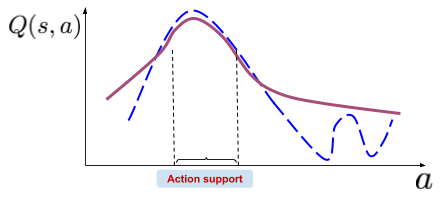 Q(s, a)
Action support
a